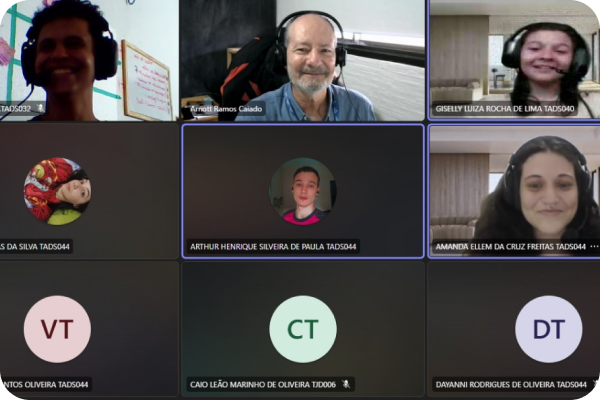 TADS032
Arnott Ramos Caiado
GISELLY LUIZA ROCHA DE LIMA TADS040
S DA SILVA TADS044
ARTHUR HENRIQUE SILVEIRA DE PAULA TADS044
AMANDA ELLEM DA CRUZ FREITAS TADS044 ...
VT
CT
DT
NTOS OLIVEIRA TADS044
CAIO LEÃO MARINHO DE OLIVEIRA TJD006
DAYANNI RODRIGUES DE OLIVEIRA TADS044